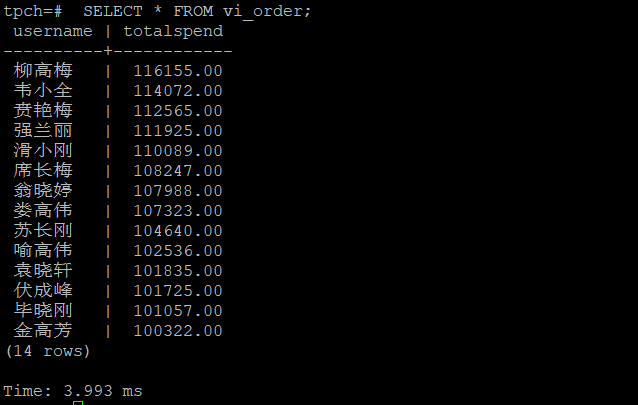 tpch=#  SELECT * FROM vi_order;
 username | totalspend
----------+------------
 柳高梅   |  116155.00
 韦小全   |  114072.00
 贲艳梅   |  112565.00
 强兰丽   |  111925.00
 滑小刚   |  110089.00
 席长梅   |  108247.00
 翁晓婷   |  107988.00
 娄高伟   |  107323.00
 苏长刚   |  104640.00
 喻高伟   |  102536.00
 袁晓轩   |  101835.00
 伏成峰   |  101725.00
 毕晓刚   |  101057.00
 金高芳   |  100322.00
(14 rows)
Time: 3.993 ms